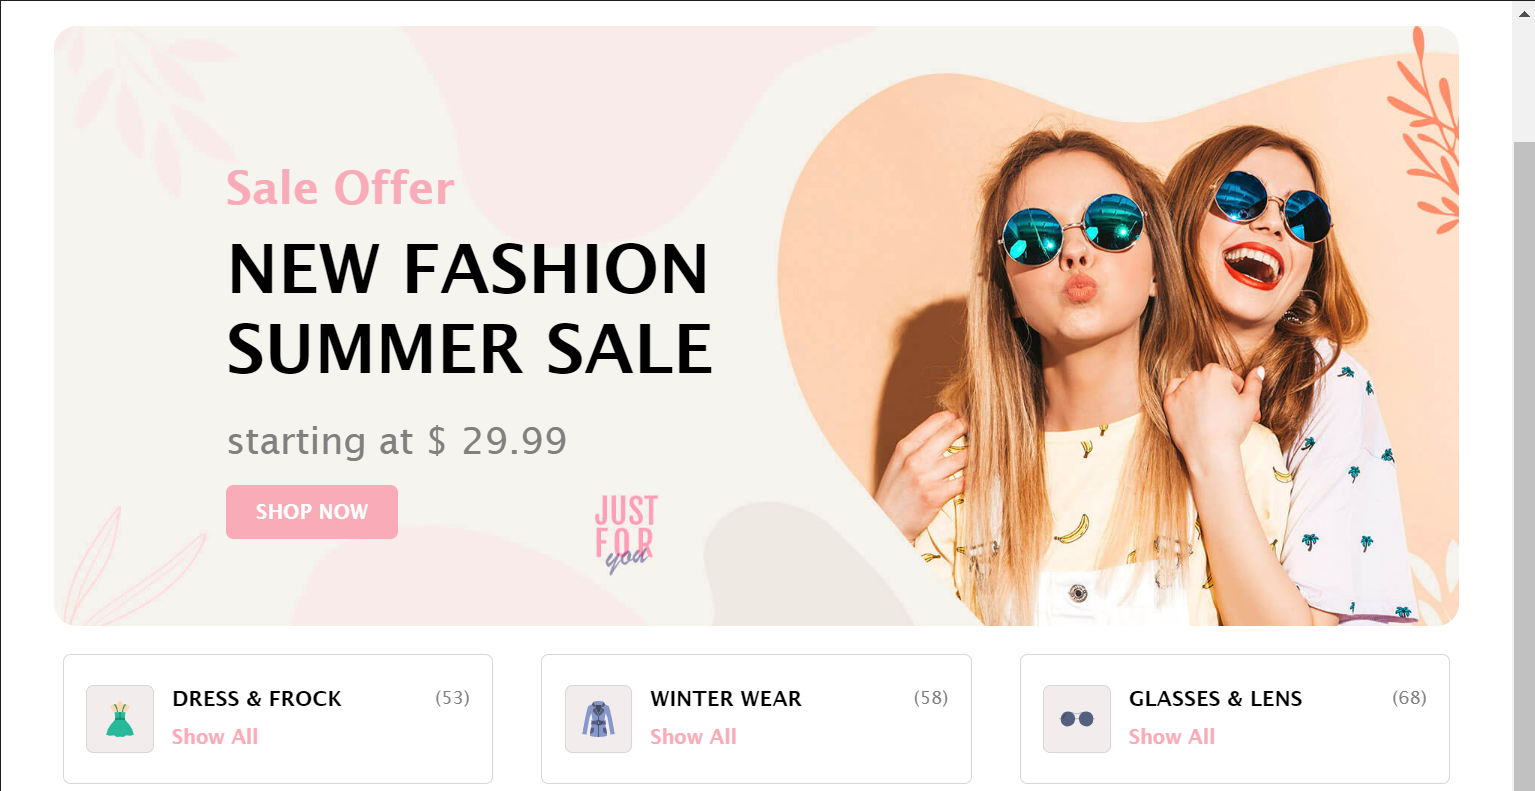 Sale Offer
NEW FASHION
SUMMER SALE
starting at $ 29.99
SHOP NOW
JUST
FOR
you
DRESS & FROCK (53)
Show All
WINTER WEAR (58)
Show All
GLASSES & LENS (68)
Show All